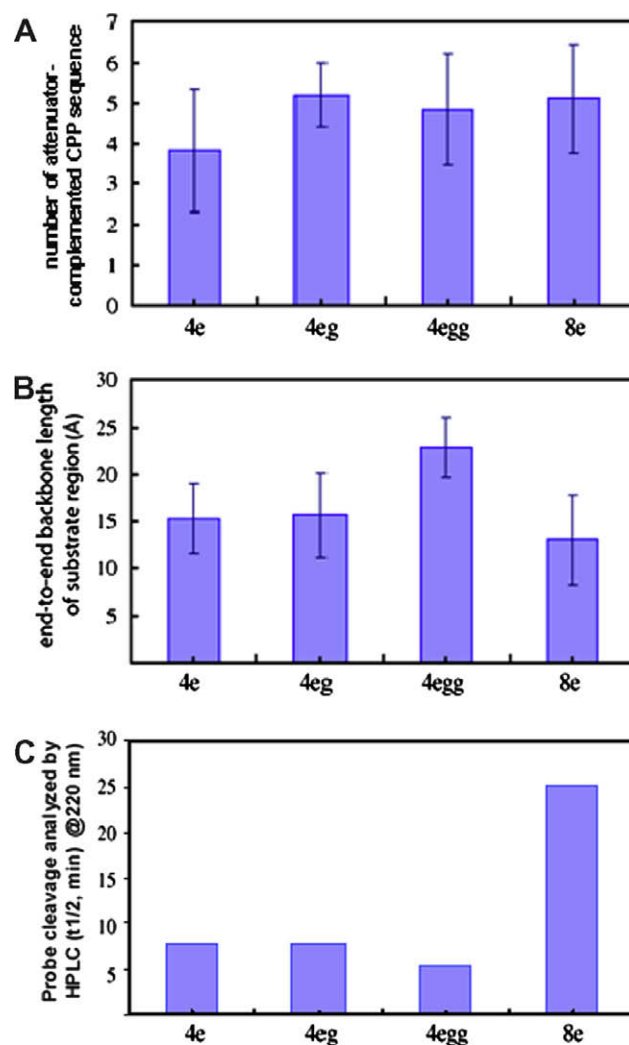 A
number of attenuator-
complemented CPP sequence
7
6
5
4
3
2
1
0
4e
4eg
4egg
8e
B
end-to-end backbone length
of substrate region (Å)
30
25
20
15
10
5
4e
4eg
4egg
8e
C
Probe cleavage analyzed by
HPLC (t1/2, min) @220 nm
30
25
20
15
10
5
4e
4eg
4egg
8e